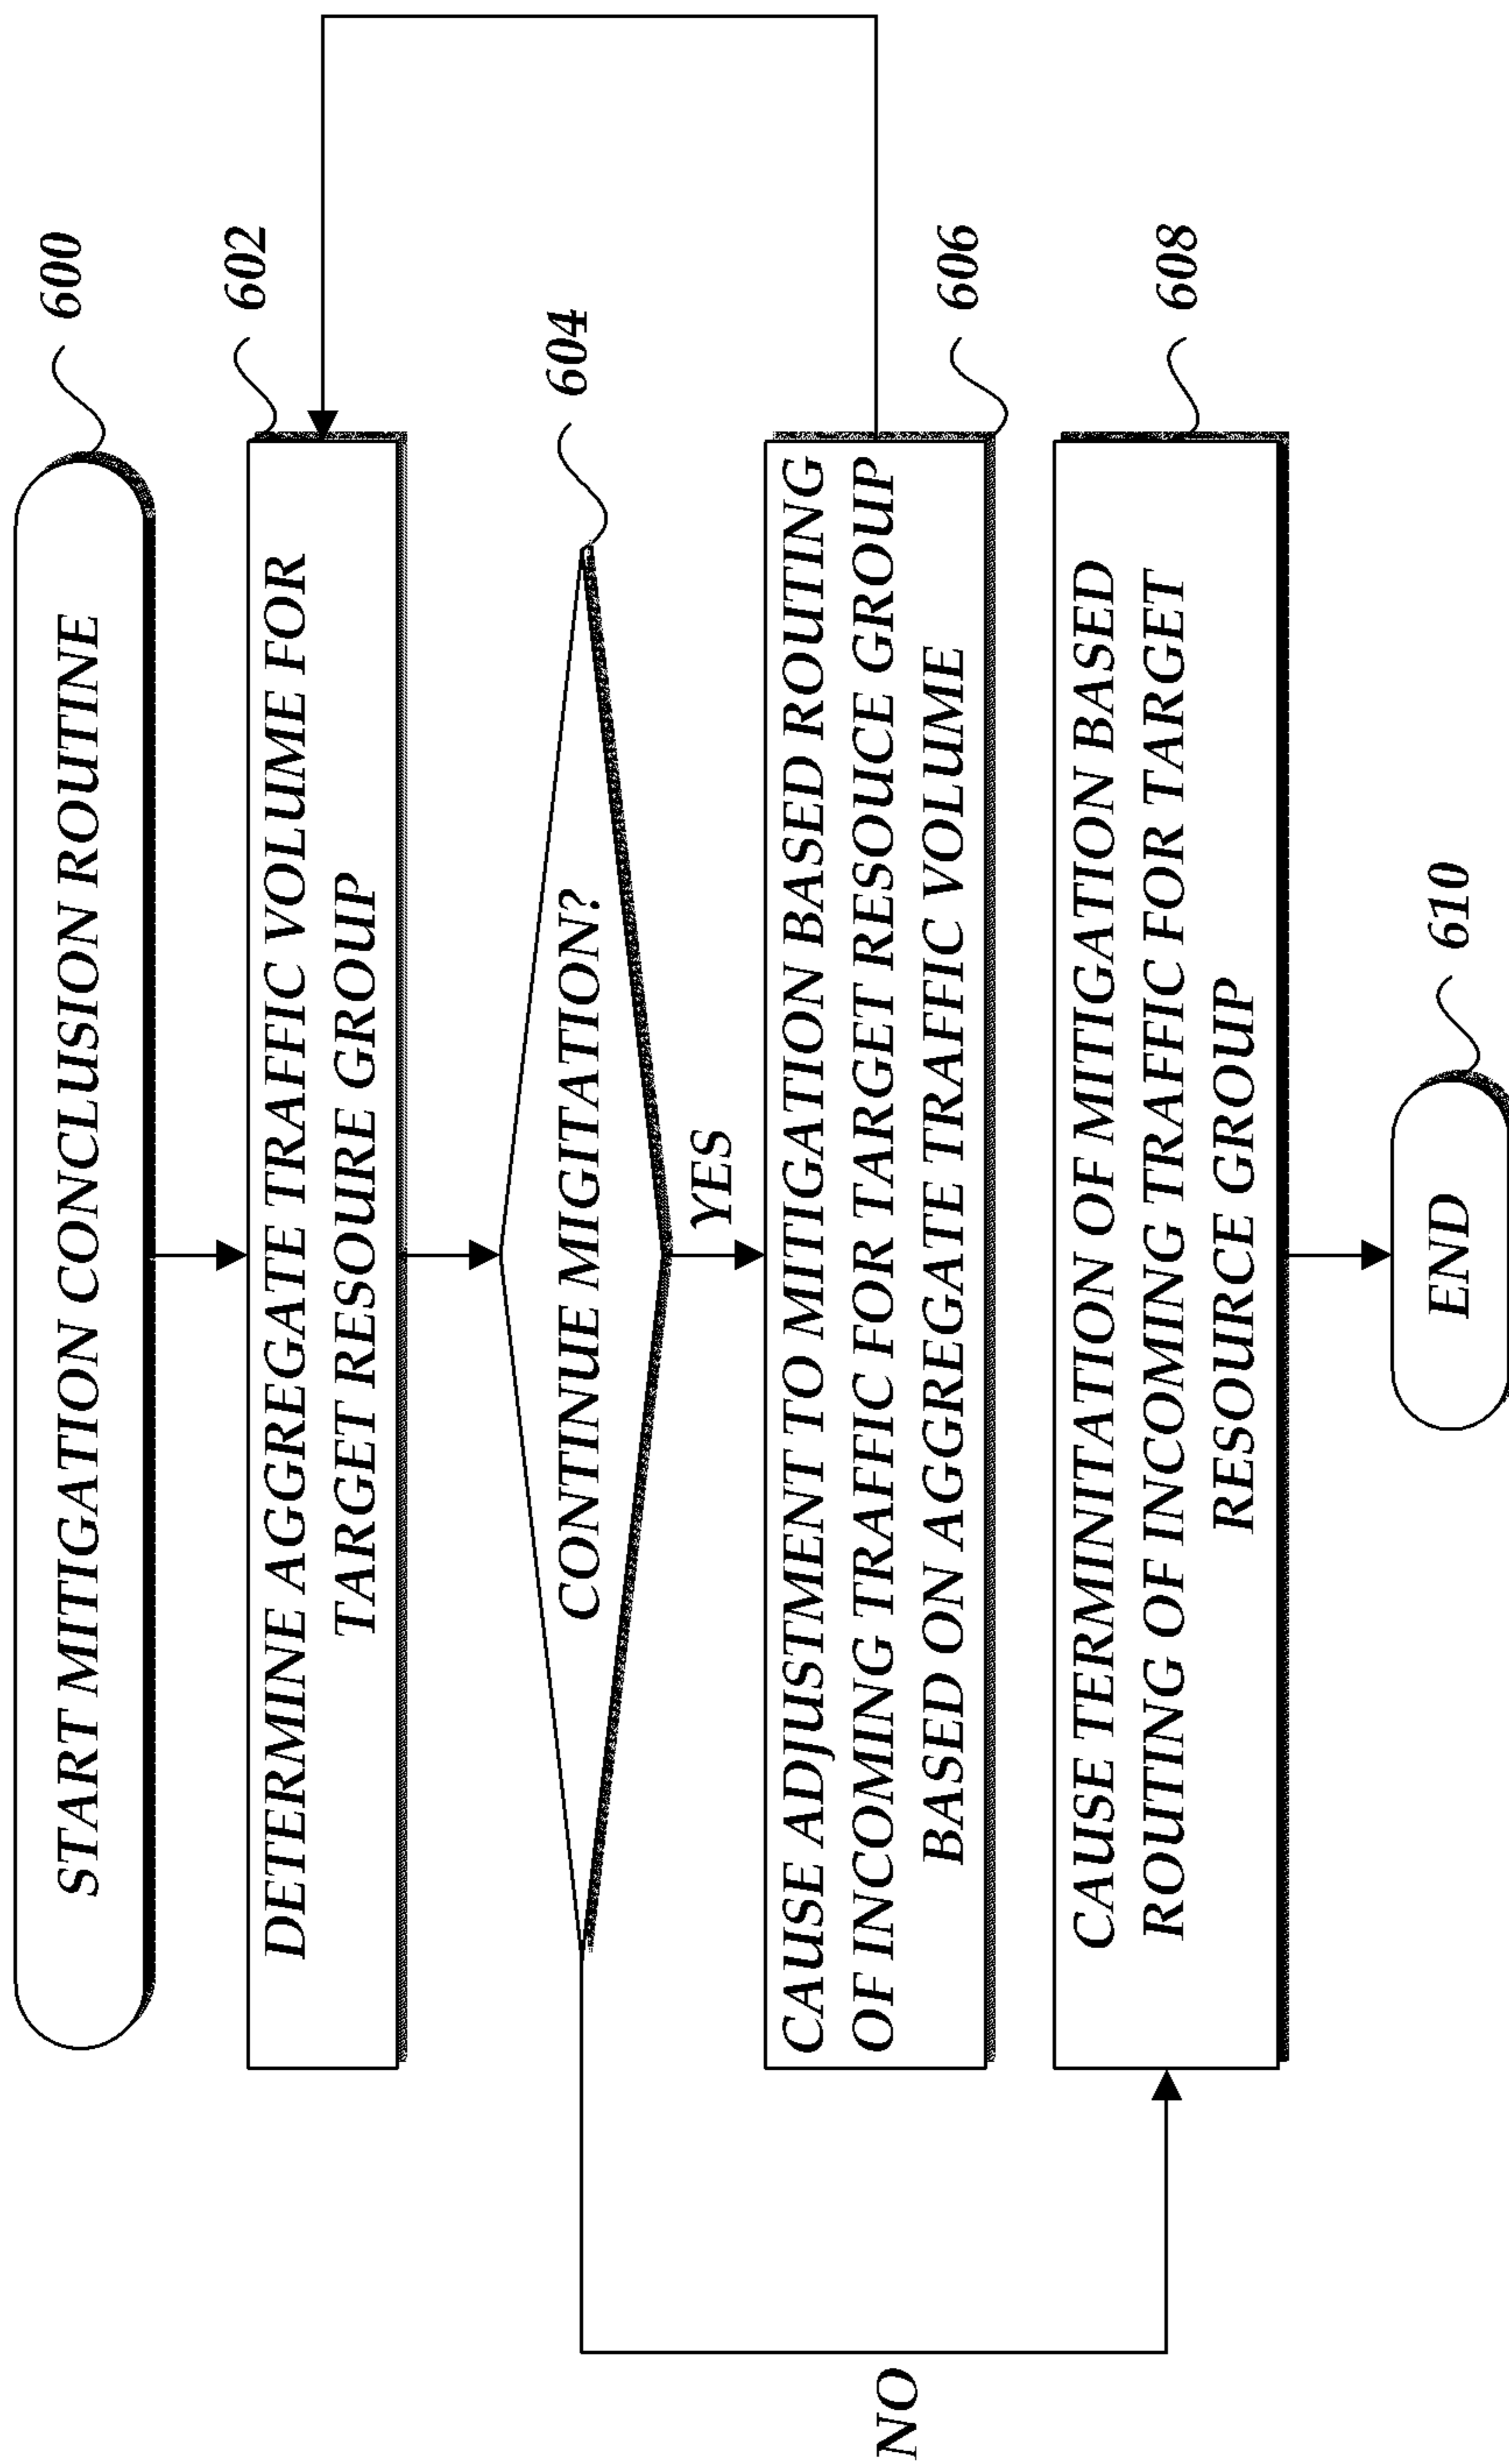 START MITIGATION CONCLUSION ROUTINE
600
DETERMINE AGGREGATE TRAFFIC VOLUME FOR
TARGET RESOURE GROUP
602
CONTINUE MIGITATION?
604
YES
NO
CAUSE ADJUSTMENT TO MITIGATION BASED ROUTING
OF INCOMING TRAFFIC FOR TARGET RESOUCE GROUP
BASED ON AGGREGATE TRAFFIC VOLUME
606
CAUSE TERMINITATION OF MITIGATION BASED
ROUTING OF INCOMING TRAFFIC FOR TARGET
RESOURCE GROUP
608
END
610